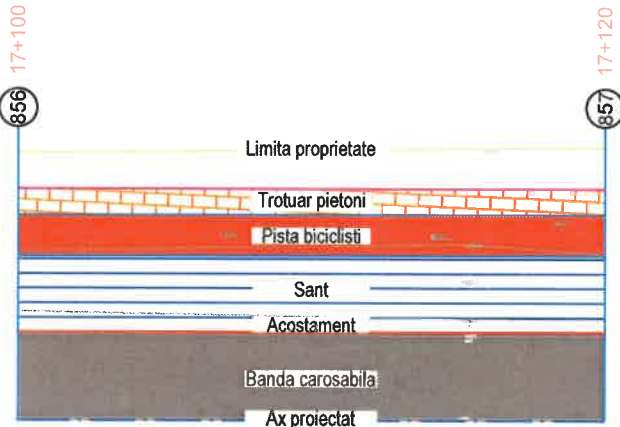 17+100
17+120
856
857
Limita proprietate
Trotuar pietoni
Pista biciclisti
Sant
Acostament
Banda carosabila
Ax proiectat